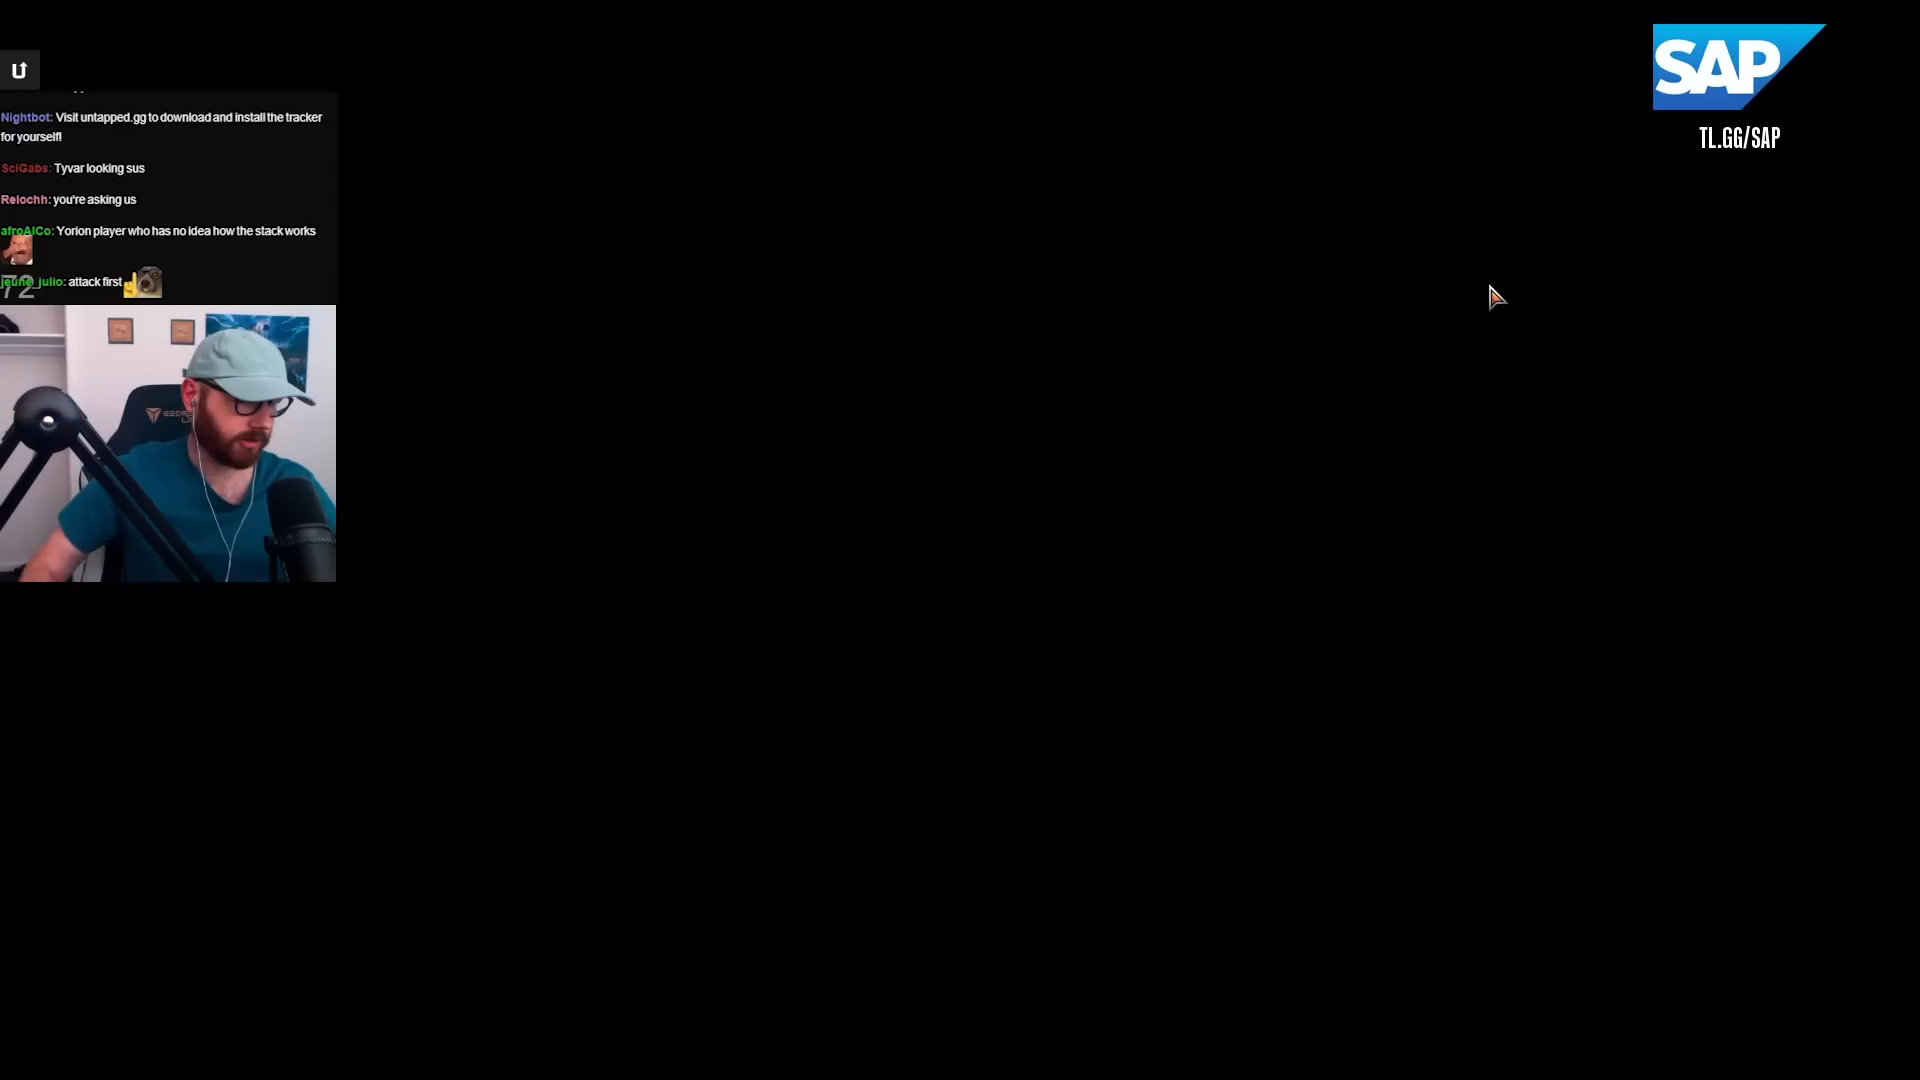 Nightbot: Visit untapped.gg to download and install the tracker
for yourself!
SciGabs: Tyvar looking sus
Relochh: you're asking us
afroAlCo: Yorion player who has no idea how the stack works
jeune_julio: attack first
72
SAP
TL.GG/SAP